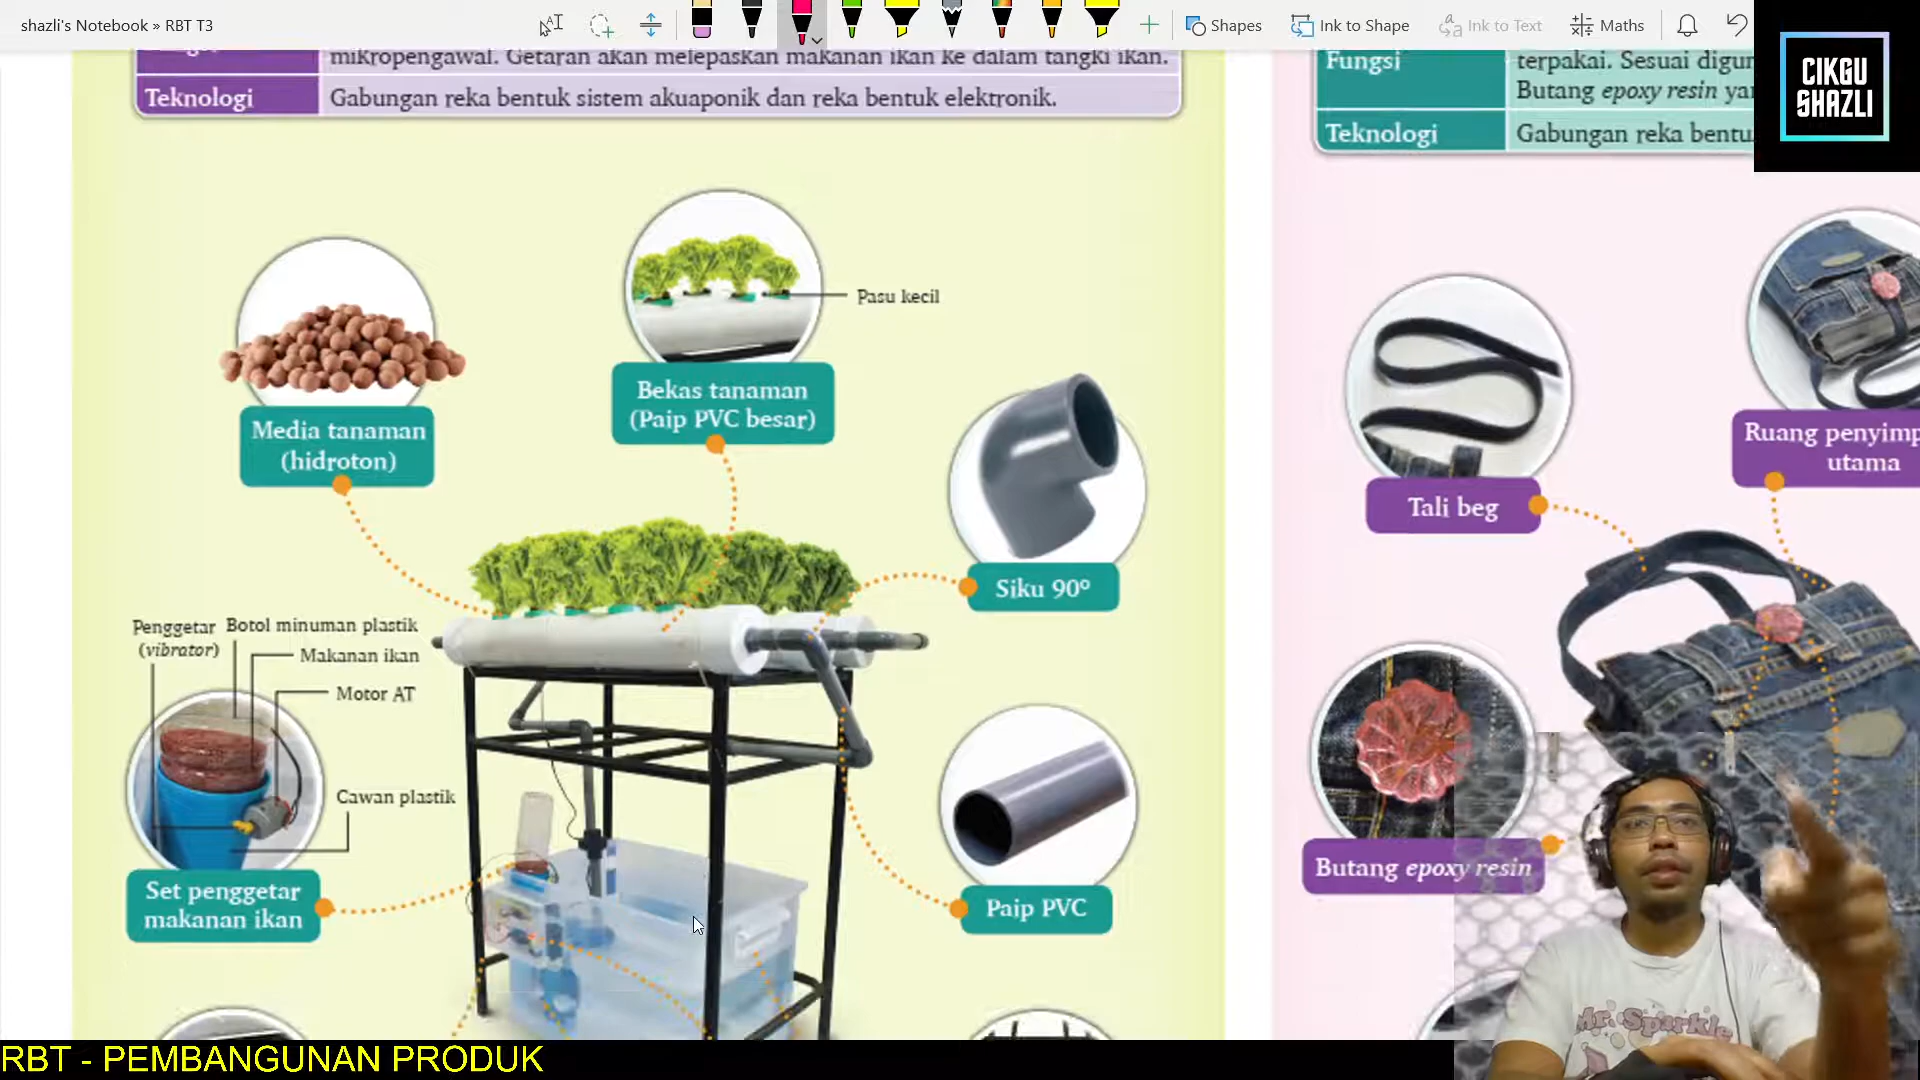 shazli's Notebook » RBT T3
Shapes
Ink to Shape
Ink to Text
Maths
CIKGU
SHAZLI
mikropengawal. Getaran akan melepaskan makanan ikan ke dalam tangki ikan.
Teknologi
Gabungan reka bentuk sistem akuaponik dan reka bentuk elektronik.
Fungsi
terpakai. Sesuai digun
Butang epoxy resin ya
Teknologi
Gabungan reka bentu
Pasu kecil
Bekas tanaman
(Paip PVC besar)
Media tanaman
(hidroton)
Siku 90°
Tali beg
Ruang penyimp
utama
Penggetar
(vibrator)
Botol minuman plastik
Makanan ikan
Motor AT
Cawan plastik
Set penggetar
makanan ikan
Paip PVC
Butang epoxy resin
Mr. Sparkle
RBT - PEMBANGUNAN PRODUK